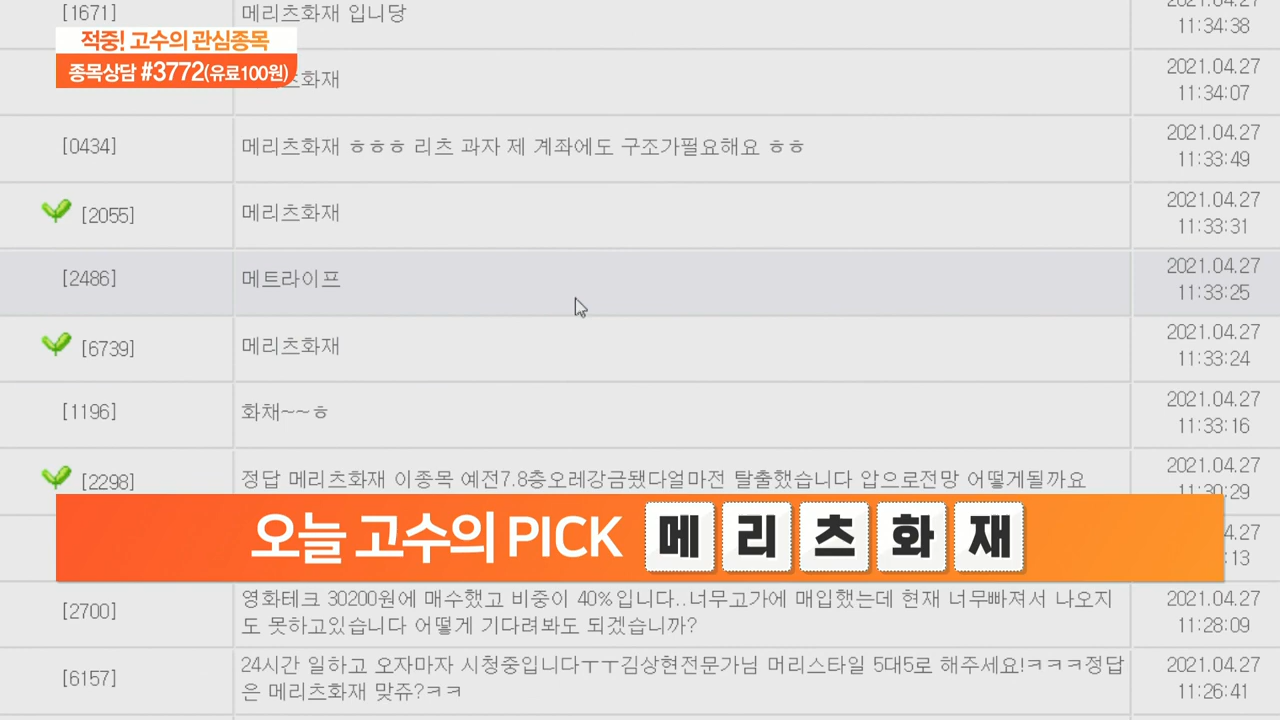 [1671] 메리츠화재 입니당 2021.04.27
11:34:38
적중! 고수의 관심종목
종목상담 #3772(유료100원)
화재 2021.04.27
11:34:07
[0434] 메리츠화재 ㅎㅎㅎ 리츠 과자 제 계좌에도 구조가필요해요 ㅎㅎ 2021.04.27
11:33:49
[2055] 메리츠화재 2021.04.27
11:33:31
[2486] 메트라이프 2021.04.27
11:33:25
[6739] 메리츠화재 2021.04.27
11:33:24
[1196] 화채~~ㅎ 2021.04.27
11:33:16
[2298] 정답 메리츠화재 이종목 예전7.8층오레강금됐다얼마전 탈출했습니다 압으로전망 어떻게될까요 2021.04.27
11:30:29
오늘 고수의 PICK 메리츠화재
.27
:13
[2700] 영화테크 30200원에 매수했고 비중이 40%입니다..너무고가에 매입했는데 현재 너무빠져서 나오지 2021.04.27
도 못하고있습니다 어떻게 기다려봐도 되겠습니까? 11:28:09
[6157] 24시간 일하고 오자마자 시청중입니다ㅜㅜ김상현전문가님 머리스타일 5대5로 해주세요!ㅋㅋㅋ정답 2021.04.27
은 메리츠화재 맞쥬?ㅋㅋ 11:26:41